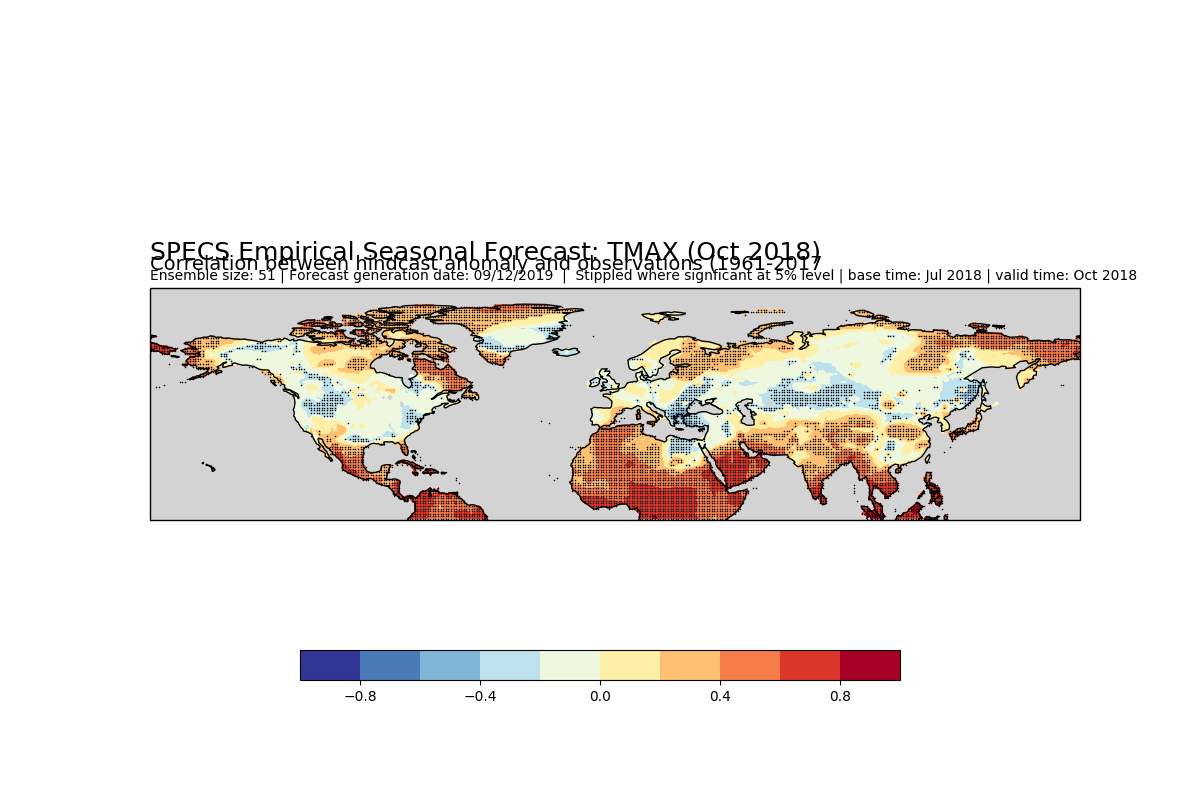 SPECS Empirical Seasonal Forecast: TMAX (Oct 2018)
Correlation between hindcast anomaly and observations (1961-2017
Ensemble size: 51 | Forecast generation date: 09/12/2019 | Stippled where signficant at 5% level | base time: Jul 2018 | valid time: Oct 2018
−0.8 −0.4 0.0 0.4 0.8